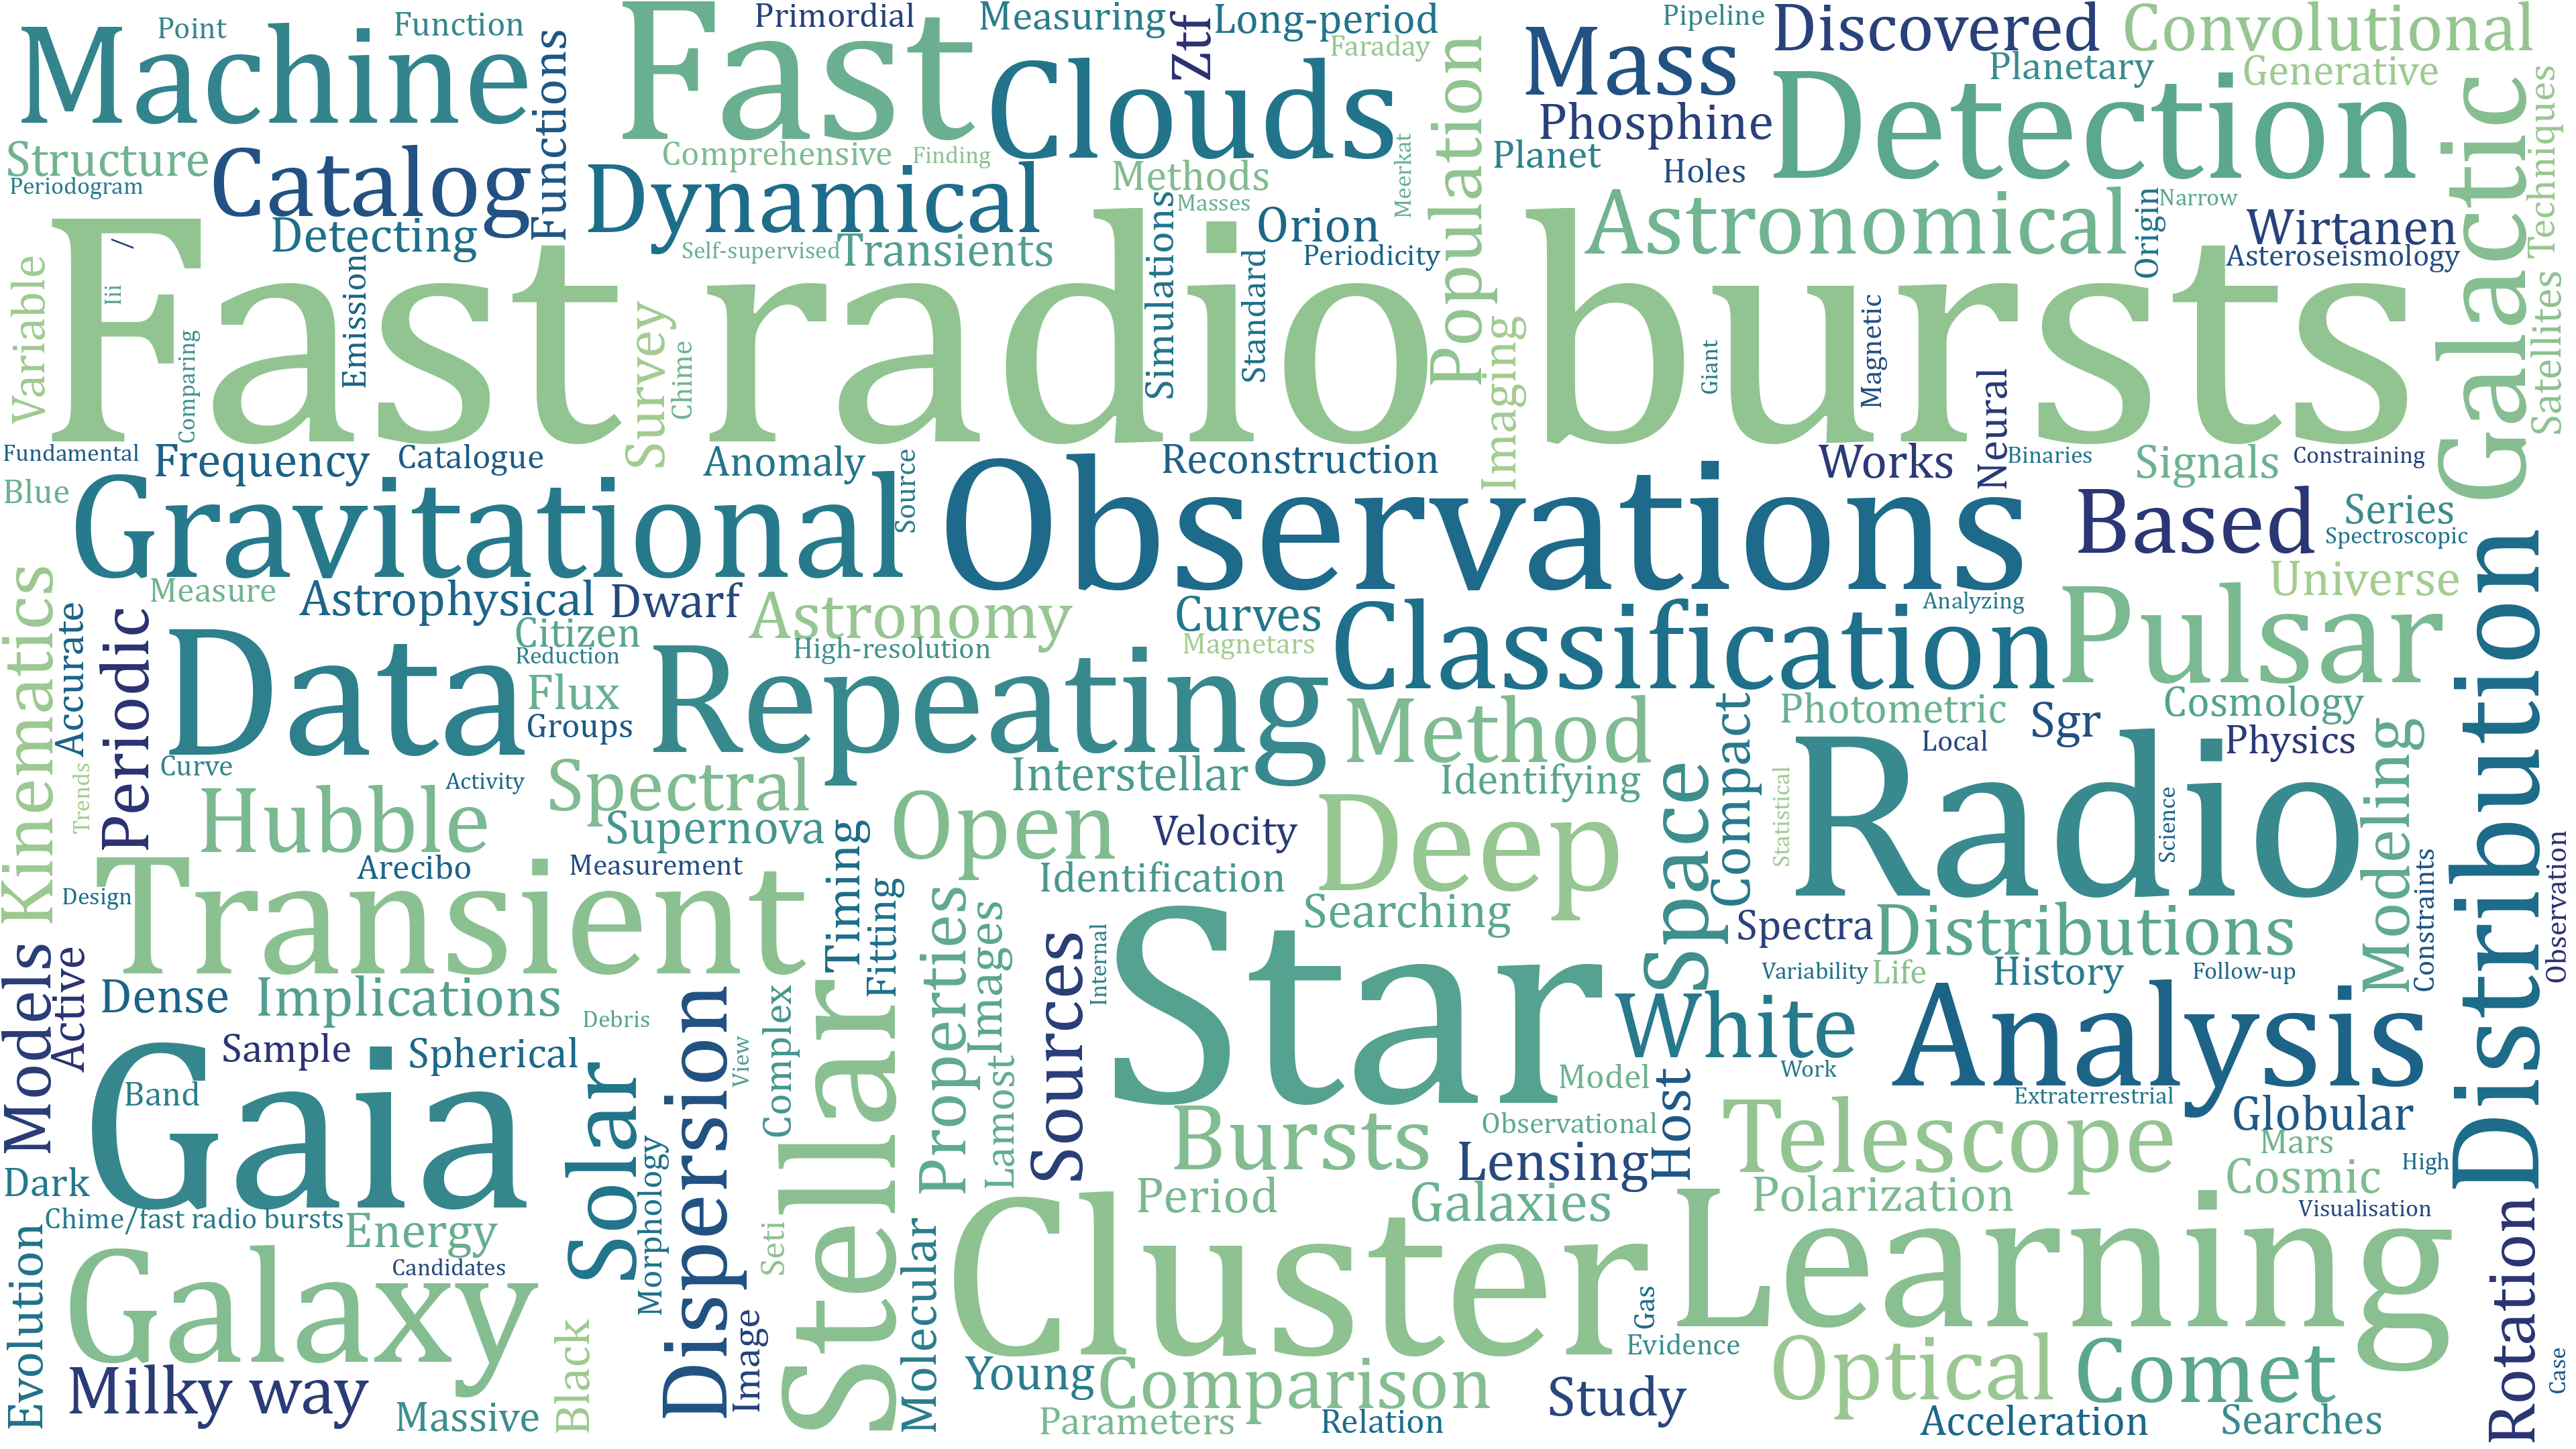 Machine
Point
Function
Fast
Primordial
Measuring
Ztf
Long-period
Faraday
Pipeline
Mass
Discovered
Convolutional
Planetary
Generative
Structure
Periodogram
Catalog
Functions
Clouds
Comprehensive
Finding
Dynamical
Methods
Masses
Meerkat
Population
Phosphine
Planet
Holes
Detection
Galactic
Techniques
Detecting
/
Iii
Self-supervised
Transients
Simulations
Orion
Standard
Periodicity
Astronomical
Origin
Narrow
Wirtanen
Asteroseismology
Satellites
Variable
Fast radio bursts
Comparing
Emission
Survey
Chime
Imaging
Giant
Magnetic
Neural
Fundamental
Blue
Frequency
Catalogue
Anomaly
Source
Reconstruction
Works
Binaries
Signals
Constraining
Gravitational
Observations
Based
Series
Spectroscopic
Kinematics
Measure
Astrophysical
Dwarf
Astronomy
Curves
Analyzing
Universe
Accurate
Periodic
Data
Citizen
Reduction
Flux
Groups
High-resolution
Magnetars
Repeating
Classification
Pulsar
Distribution
Trends
Curve
Activity
Interstellar
Method
Identifying
Space
Compact
Photometric
Sgr
Local
Cosmology
Physics
Modeling
Hubble
Spectral
Supernova
Open
Velocity
Deep
Statistical
Radio
Science
Arecibo
Measurement
Timing
Fitting
Identification
Searching
Observation
Design
Transient
Properties
Images
Spectra
Distributions
Constraints
Models
Active
Dense
Implications
Debris
Internal
Sources
Star
White
Variability
Life
History
Follow-up
Analysis
Gaia
Sample
Spherical
Band
Solar
Dispersion
View
Complex
Stellar
Lamost
Model
Work
Extraterrestrial
Globular
Dark
Chime/fast radio bursts
Energy
Morphology
Seti
Molecular
Bursts
Observational
Lensing
Host
Telescope
Mars
Cosmic
High
Visualisation
Evolution
Galaxy
Candidates
Period
Galaxies
Polarization
Cluster
Gas
Learning
Rotation
Milky way
Massive
Black
Image
Young
Comparison
Evidence
Optical
Comet
Case
Parameters
Relation
Study
Acceleration
Searches